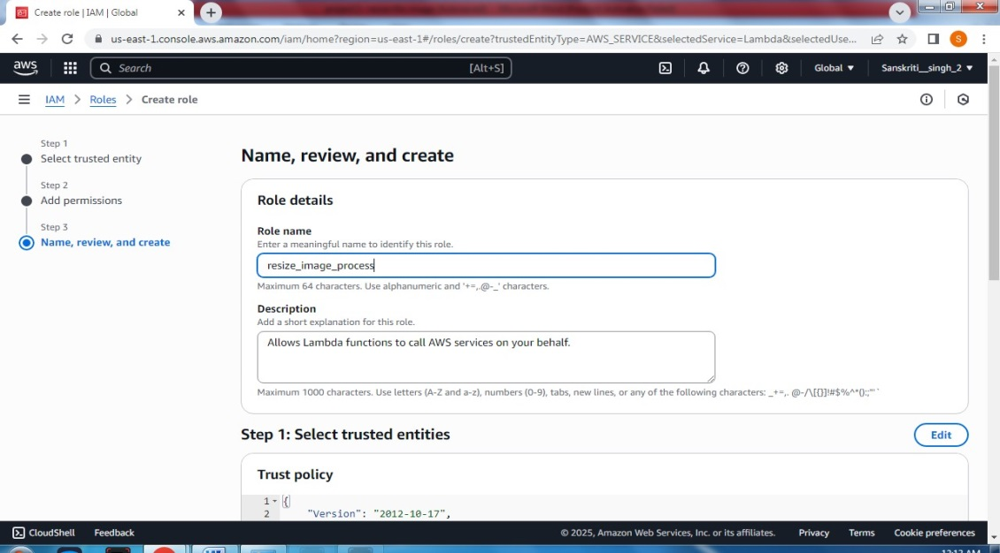 Create role | IAM | Global
us-east-1.console.aws.amazon.com/iam/home?region=us-east-1#/roles/create?trustedEntityType=AWS_SERVICE&selectedService=Lambda&selectedUse...
S
aws
Search
[Alt+S]
Global
Sanskriti__singh_2
IAM
Roles
Create role
Step 1
Select trusted entity
Step 2
Add permissions
Step 3
Name, review, and create
Name, review, and create
Role details
Role name
Enter a meaningful name to identify this role.
resize_image_process
Maximum 64 characters. Use alphanumeric and '+=,.@-_' characters.
Description
Add a short explanation for this role.
Allows Lambda functions to call AWS services on your behalf.
Maximum 1000 characters. Use letters (A-Z and a-z), numbers (0-9), tabs, new lines, or any of the following characters: _+=,. @-/\[{}]!#$%^*();:"'`
Step 1: Select trusted entities
Edit
Trust policy
1 {
2 "Version": "2012-10-17",
CloudShell
Feedback
© 2025, Amazon Web Services, Inc. or its affiliates.
Privacy
Terms
Cookie preferences
12:12 AM